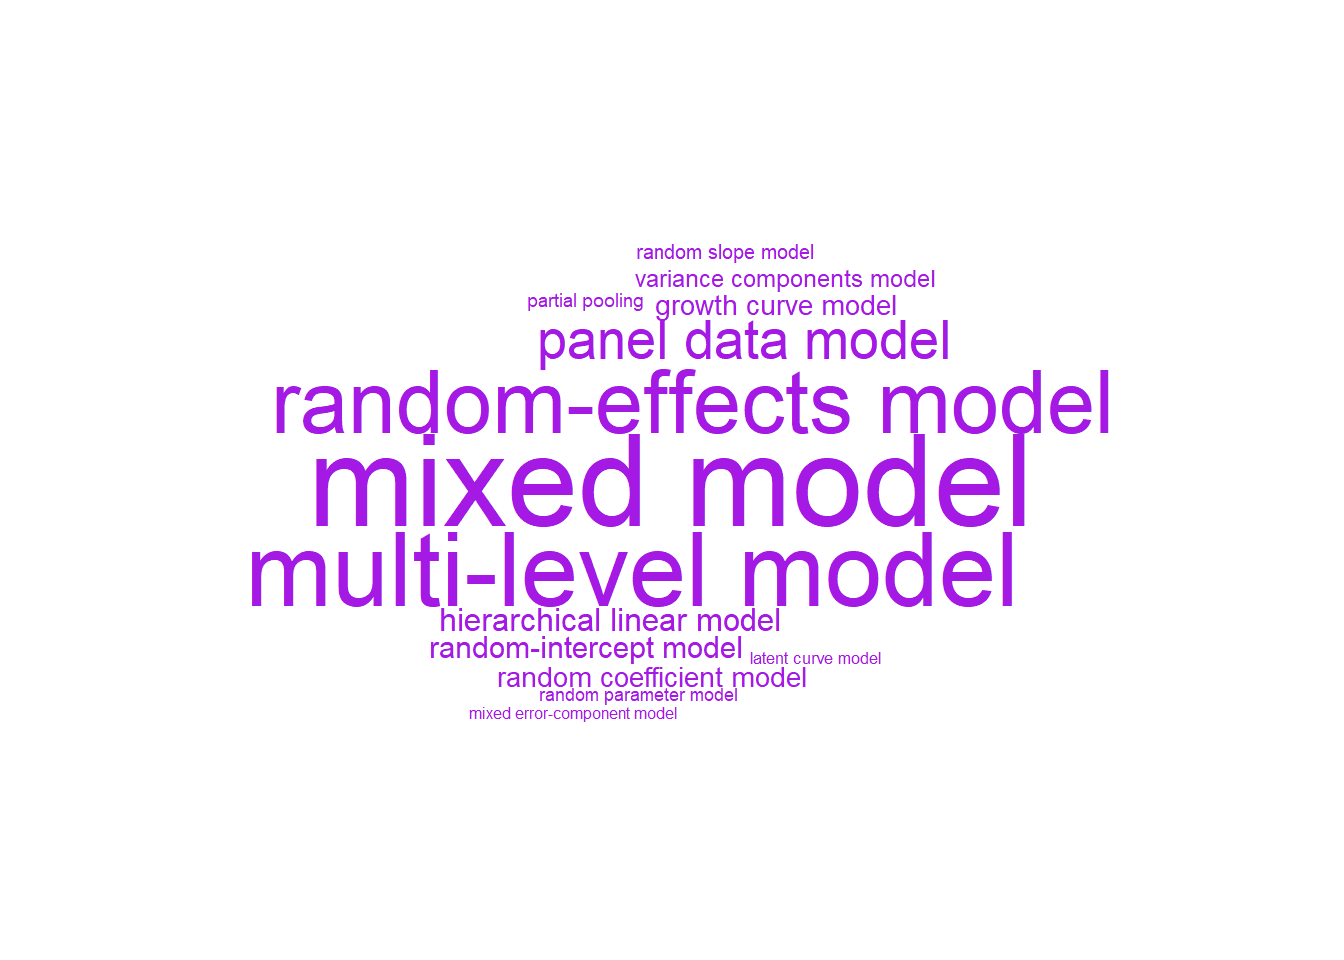 random slope model
variance components model
partial pooling
growth curve model
panel data model
random-effects model
mixed model
multi-level model
hierarchical linear model
random-intercept model
latent curve model
random coefficient model
random parameter model
mixed error-component model